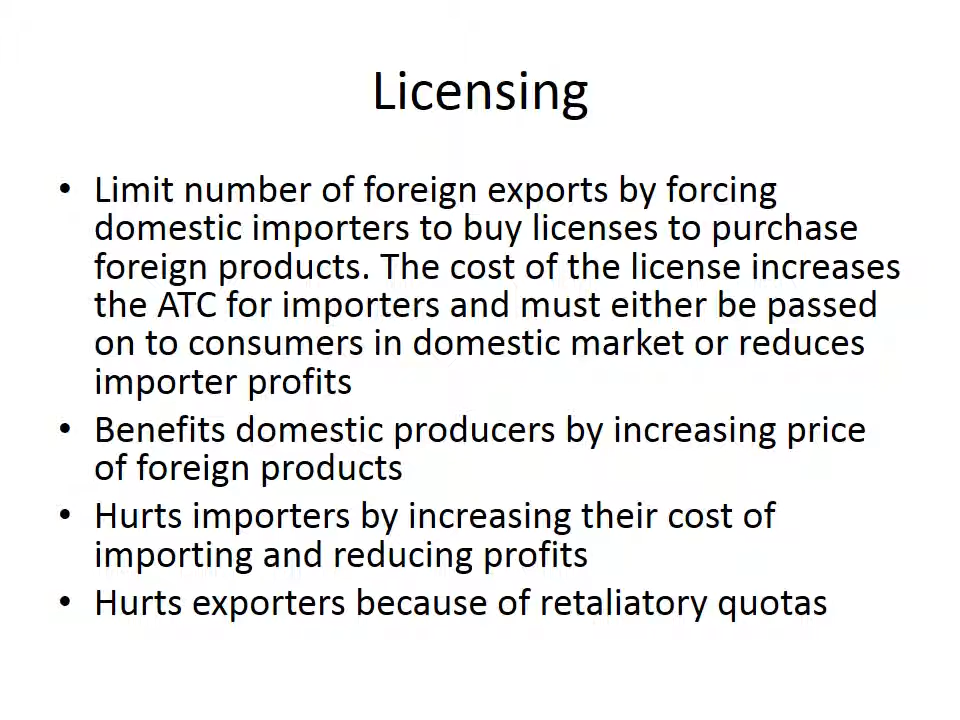 Licensing
• Limit number of foreign exports by forcing
domestic importers to buy licenses to purchase
foreign products. The cost of the license increases
the ATC for importers and must either be passed
on to consumers in domestic market or reduces
importer profits
• Benefits domestic producers by increasing price
of foreign products
• Hurts importers by increasing their cost of
importing and reducing profits
• Hurts exporters because of retaliatory quotas